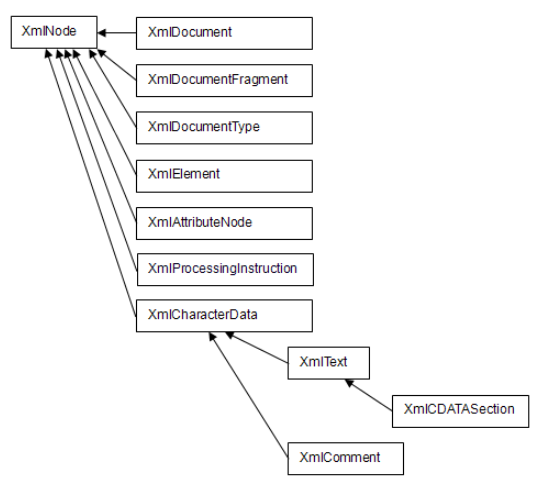 XmlNode
XmlDocument
XmlDocumentFragment
XmlDocumentType
XmlElement
XmlAttributeNode
XmlProcessingInstruction
XmlCharacterData
XmlText
XmlCDATASection
XmlComment